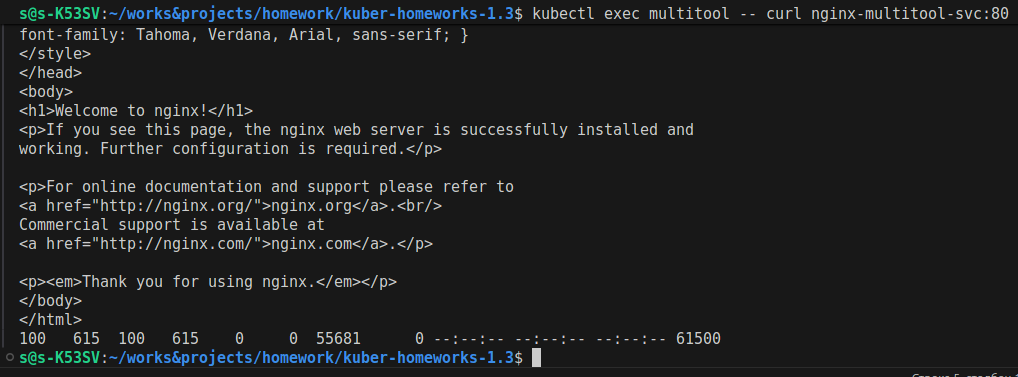 s@s-K53SV:~/works&projects/homework/kuber-homeworks-1.3$ kubectl exec multitool -- curl nginx-multitool-svc:80
font-family: Tahoma, Verdana, Arial, sans-serif; }
</style>
</head>
<body>
<h1>Welcome to nginx!</h1>
<p>If you see this page, the nginx web server is successfully installed and
working. Further configuration is required.</p>
<p>For online documentation and support please refer to
<a href="http://nginx.org/">nginx.org</a>.<br/>
Commercial support is available at
<a href="http://nginx.com/">nginx.com</a>.</p>
<p><em>Thank you for using nginx.</em></p>
</body>
</html>
100   615  100   615    0     0  55681      0 --:--:-- --:--:-- --:--:-- 61500
s@s-K53SV:~/works&projects/homework/kuber-homeworks-1.3$